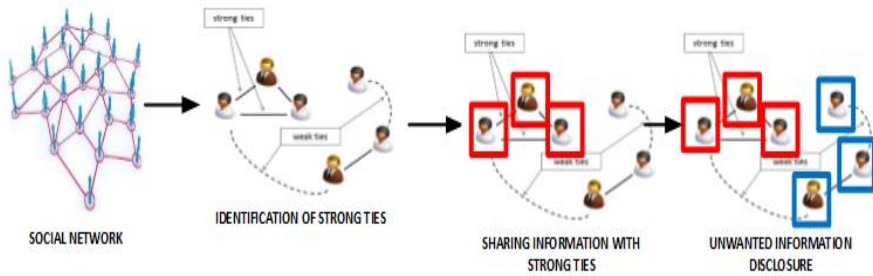 strong ties
weak ties
strong ties
weak ties
strong ties
weak ties
SOCIAL NETWORK
IDENTIFICATION OF STRONG TIES
SHARING INFORMATION WITH
STRONG TIES
UNWANTED INFORMATION
DISCLOSURE